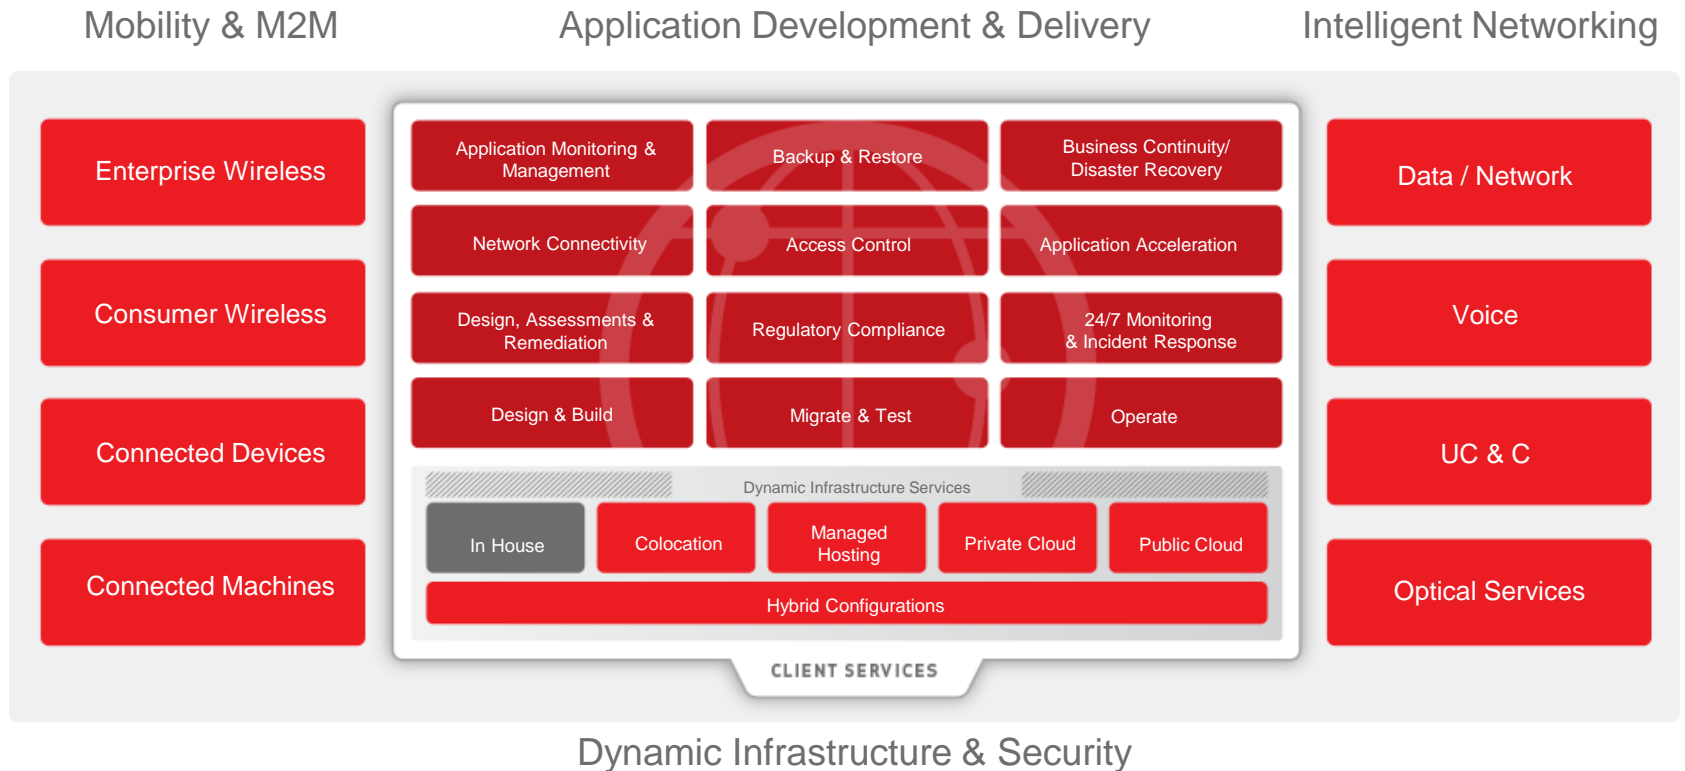 Mobility & M2M
Application Development & Delivery
Intelligent Networking
Enterprise Wireless
Consumer Wireless
Connected Devices
Connected Machines
Application Monitoring &
Management
Backup & Restore
Business Continuity/
Disaster Recovery
Network Connectivity
Access Control
Application Acceleration
Design, Assessments &
Remediation
Regulatory Compliance
24/7 Monitoring
& Incident Response
Design & Build
Migrate & Test
Operate
Dynamic Infrastructure Services
In House
Colocation
Managed
Hosting
Private Cloud
Public Cloud
Hybrid Configurations
CLIENT SERVICES
Data / Network
Voice
UC & C
Optical Services
Dynamic Infrastructure & Security